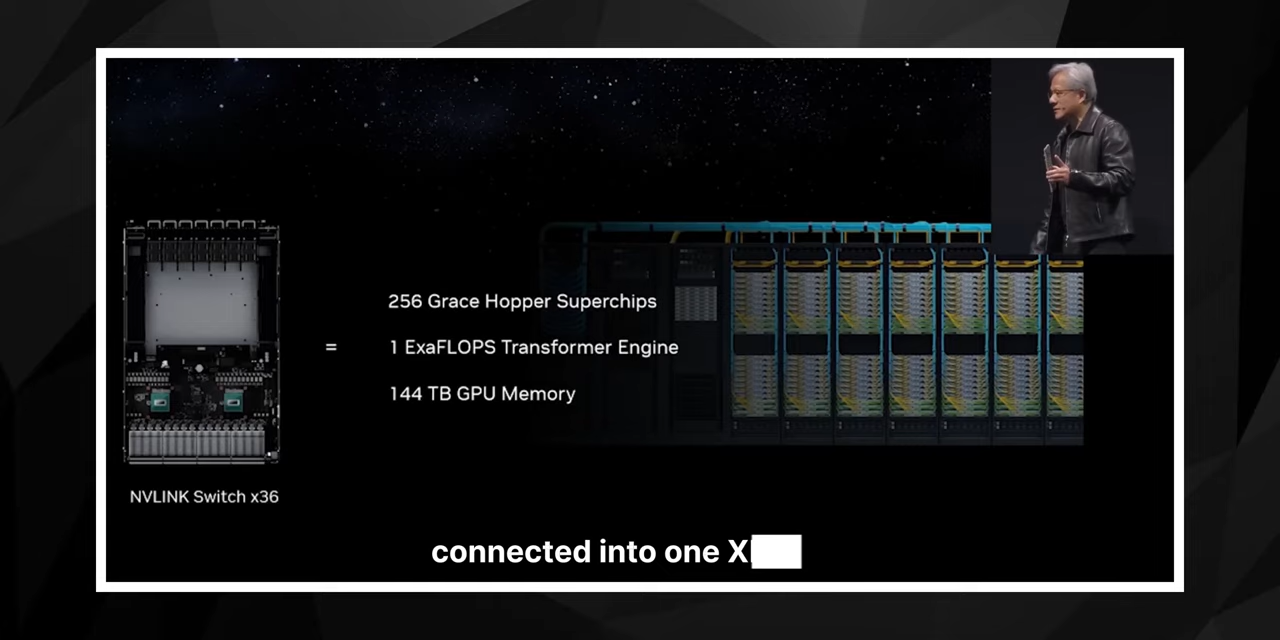 256 Grace Hopper Superchips
= 1 ExaFLOPS Transformer Engine
144 TB GPU Memory
NVLINK Switch x36
connected into one